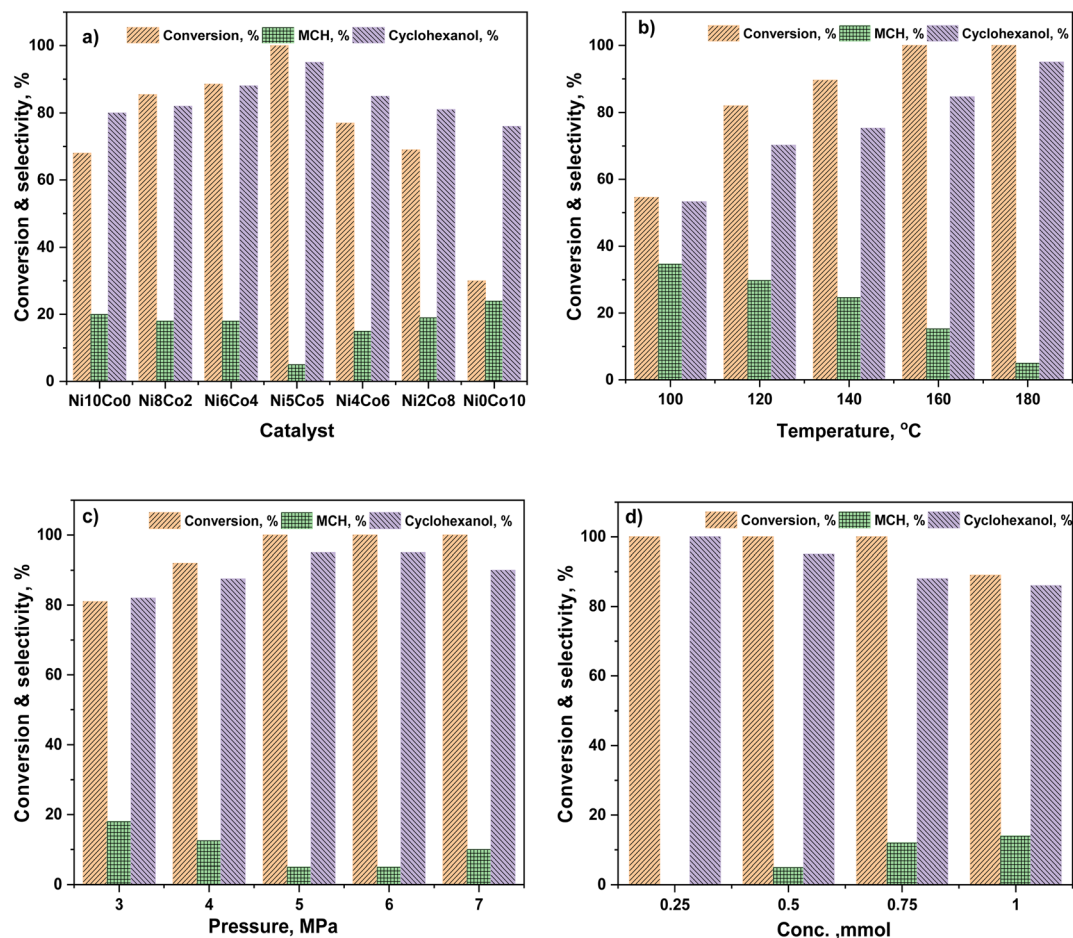 a)
Conversion, % MCH, % Cyclohexanol, %
Conversion & selectivity, %
100
80
60
40
20
0
Ni10Co0 Ni8Co2 Ni6Co4 Ni5Co5 Ni4Co6 Ni2Co8 Ni0Co10
Catalyst
b)
Conversion, % MCH, % Cyclohexanol, %
Conversion & selectivity, %
100
80
60
40
20
0
100 120 140 160 180
Temperature, °C
c)
Conversion, % MCH, % Cyclohexanol, %
Conversion & selectivity, %
100
80
60
40
20
0
3 4 5 6 7
Pressure, MPa
d)
Conversion, % MCH, % Cyclohexanol, %
Conversion & selectivity, %
100
80
60
40
20
0
0.25 0.5 0.75 1
Conc. ,mmol